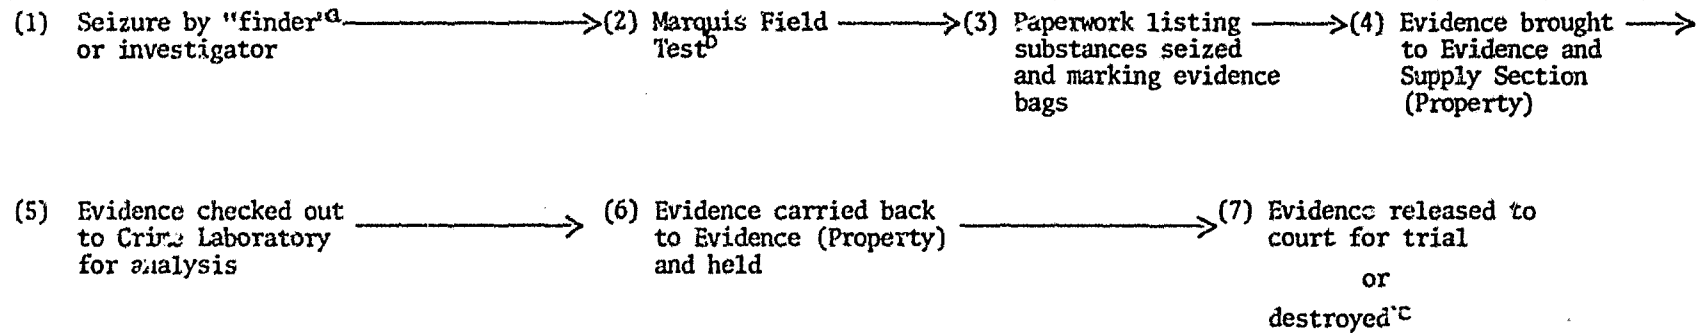 (1) Seizure by "finder"a
or investigator
(2) Marquis Field
Testb
(3) Paperwork listing
substances seized
and marking evidence
bags
(4) Evidence brought
to Evidence and
Supply Section
(Property)
(5) Evidence checked out
to Crime Laboratory
for analysis
(6) Evidence carried back
to Evidence (Property)
and held
(7) Evidence released to
court for trial
or
destroyed c